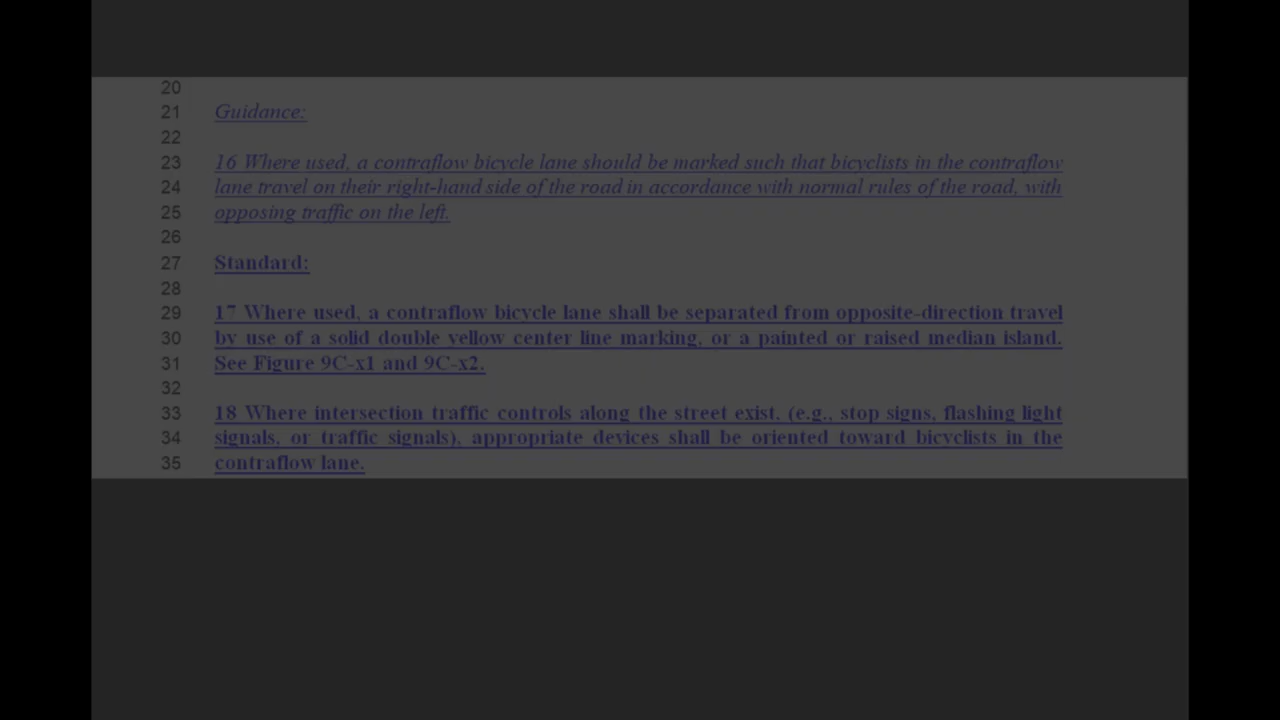 20
21 Guidance:
22
23 16 Where used, a contraflow bicycle lane should be marked such that bicyclists in the contraflow
24 lane travel on their right-hand side of the road in accordance with normal rules of the road, with
25 opposing traffic on the left.
26
27 Standard:
28
29 17 Where used, a contraflow bicycle lane shall be separated from opposite-direction travel
30 by use of a solid double yellow center line marking, or a painted or raised median island.
31 See Figure 9C-x1 and 9C-x2.
32
33 18 Where intersection traffic controls along the street exist, (e.g., stop signs, flashing light
34 signals, or traffic signals), appropriate devices shall be oriented toward bicyclists in the
35 contraflow lane.